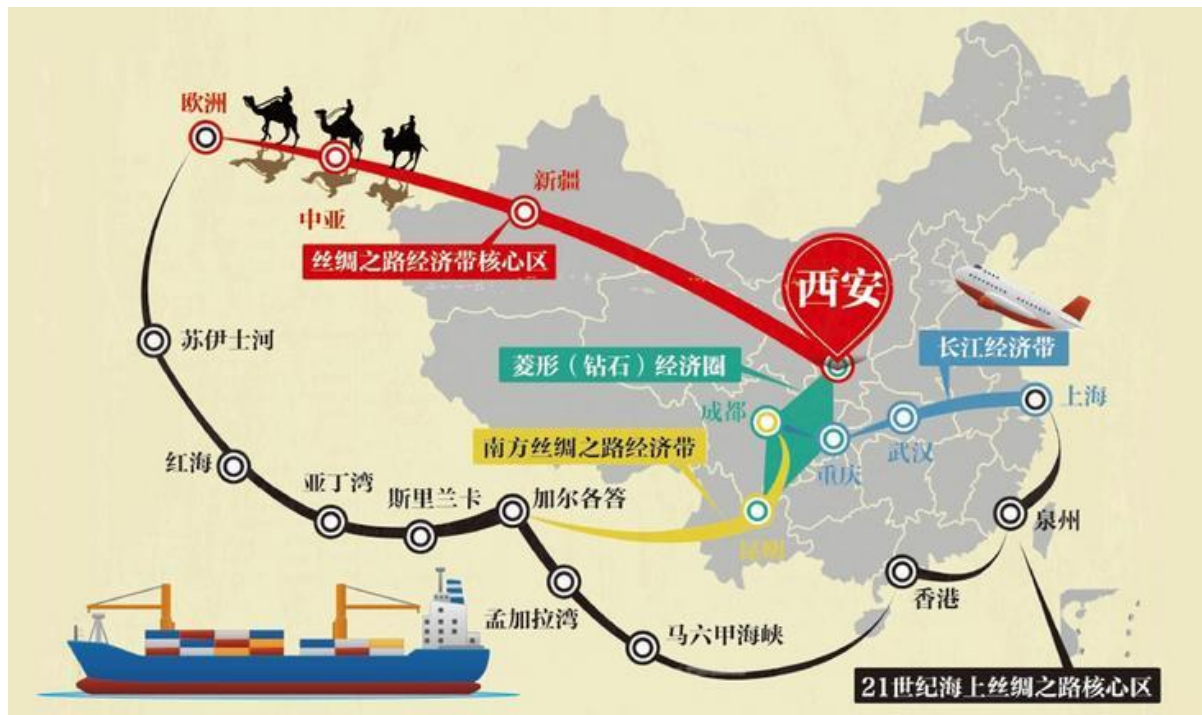 欧洲
中亚
新疆
丝绸之路经济带核心区
西安
苏伊士河
菱形（钻石）经济圈
长江经济带
成都
上海
南方丝绸之路经济带
重庆
武汉
红海
亚丁湾
斯里兰卡
加尔各答
昆明
泉州
孟加拉湾
马六甲海峡
香港
21世纪海上丝绸之路核心区